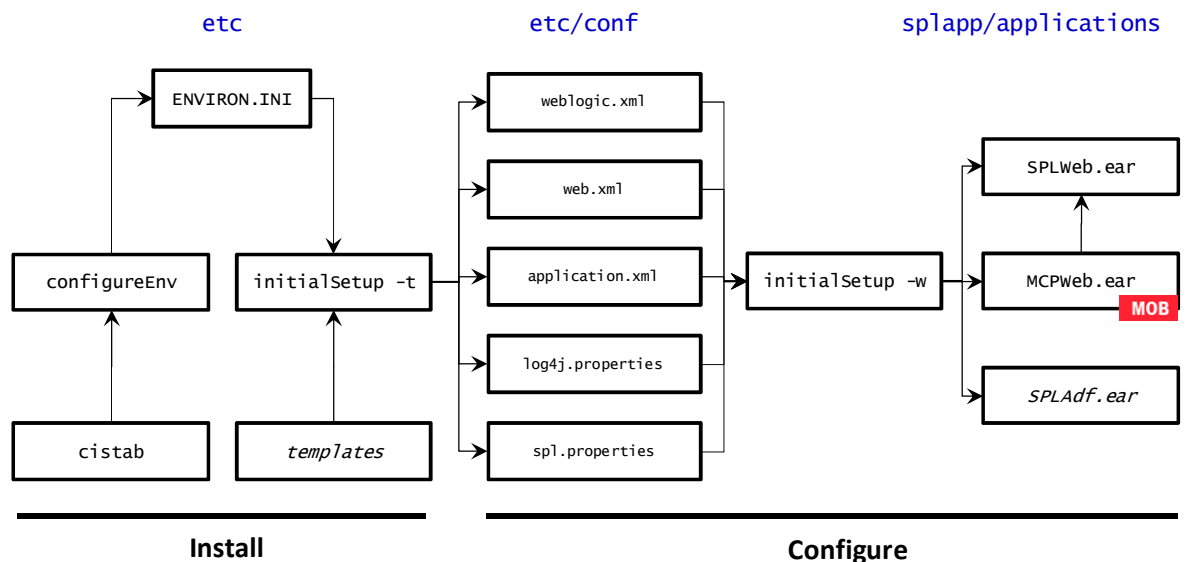 etc
etc/conf
splapp/applications
ENVIRON.INI
weblogic.xml
web.xml
SPLWeb.ear
configureEnv
initialSetup -t
application.xml
initialSetup -w
MCPWeb.ear
MOB
log4j.properties
SPLAdf.ear
cistab
templates
spl.properties
Install
Configure